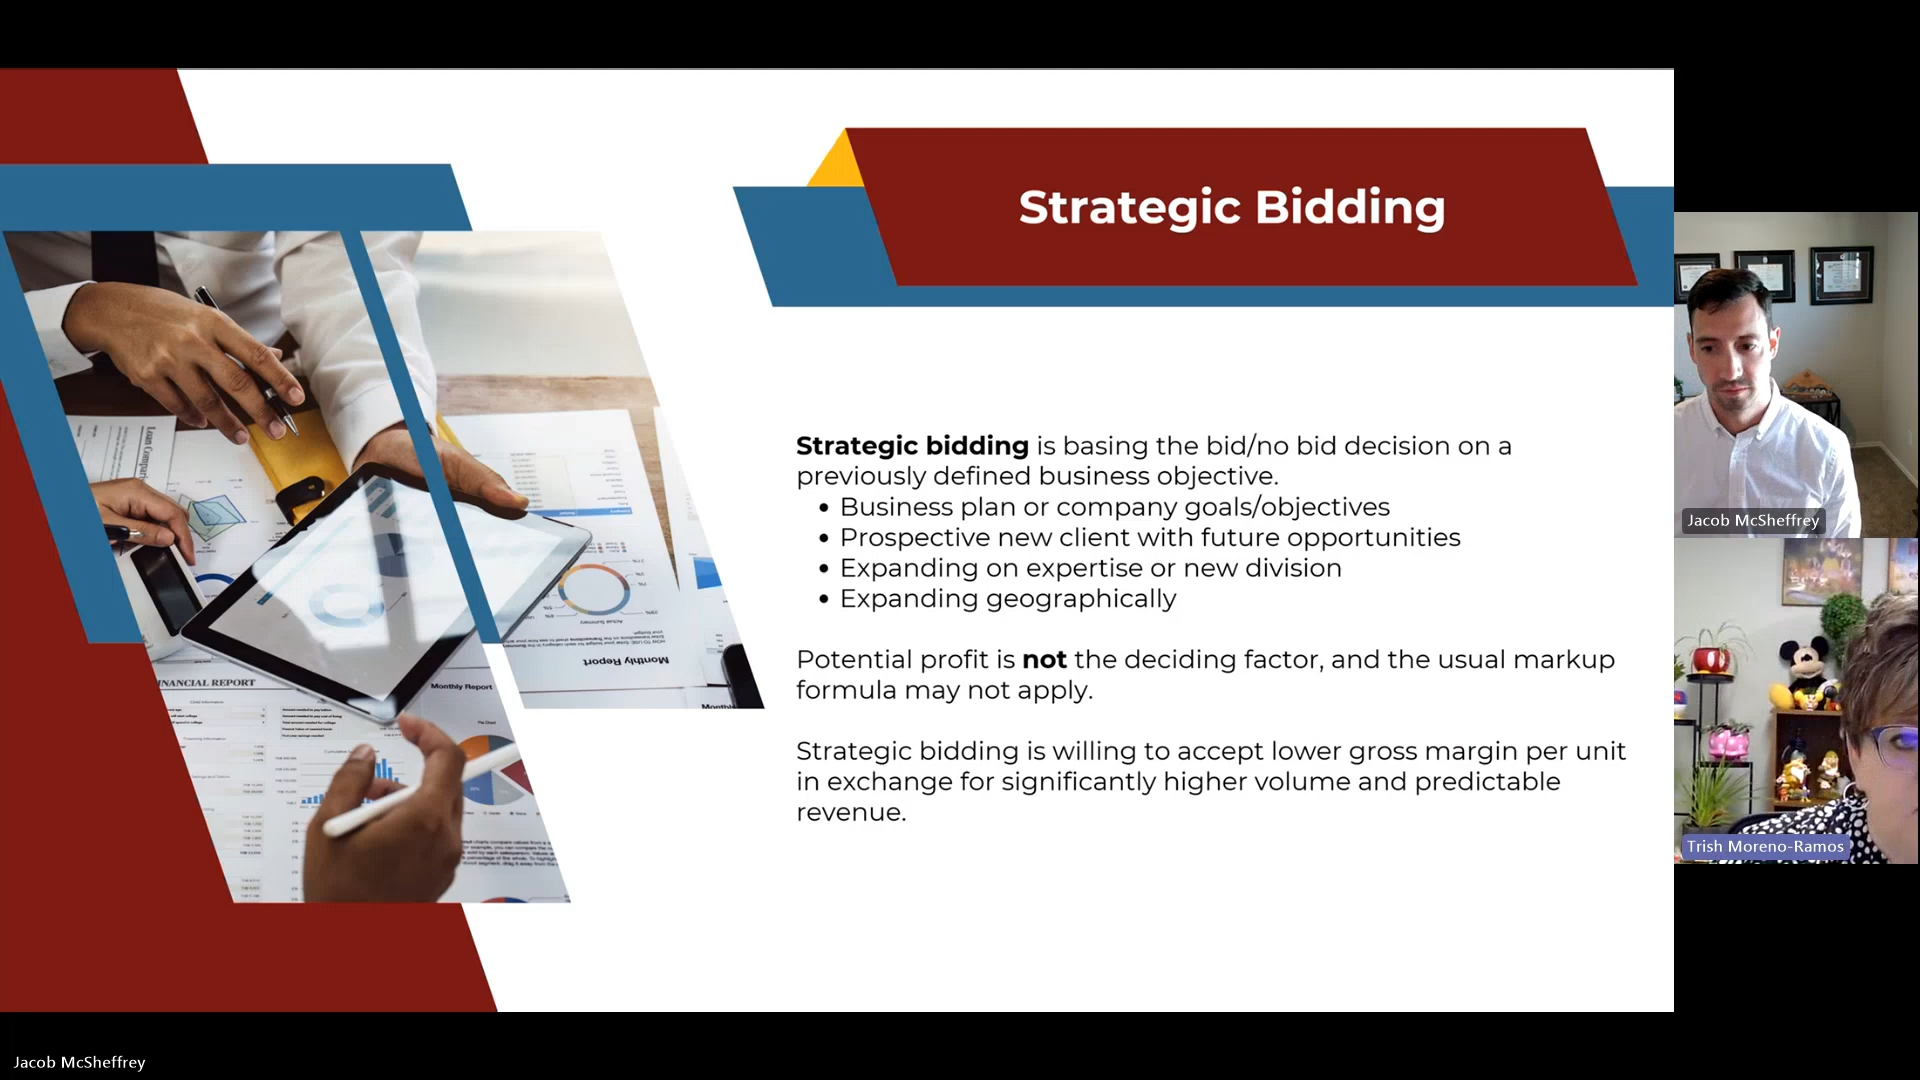 Strategic Bidding
Strategic bidding is basing the bid/no bid decision on a
previously defined business objective.
• Business plan or company goals/objectives
• Prospective new client with future opportunities
• Expanding on expertise or new division
• Expanding geographically
Potential profit is not the deciding factor, and the usual markup
formula may not apply.
Strategic bidding is willing to accept lower gross margin per unit
in exchange for significantly higher volume and predictable
revenue.
Monthly Report
FINANCIAL REPORT
Monthly Report
Jacob McSheffrey
Trish Moreno-Ramos
Jacob McSheffrey